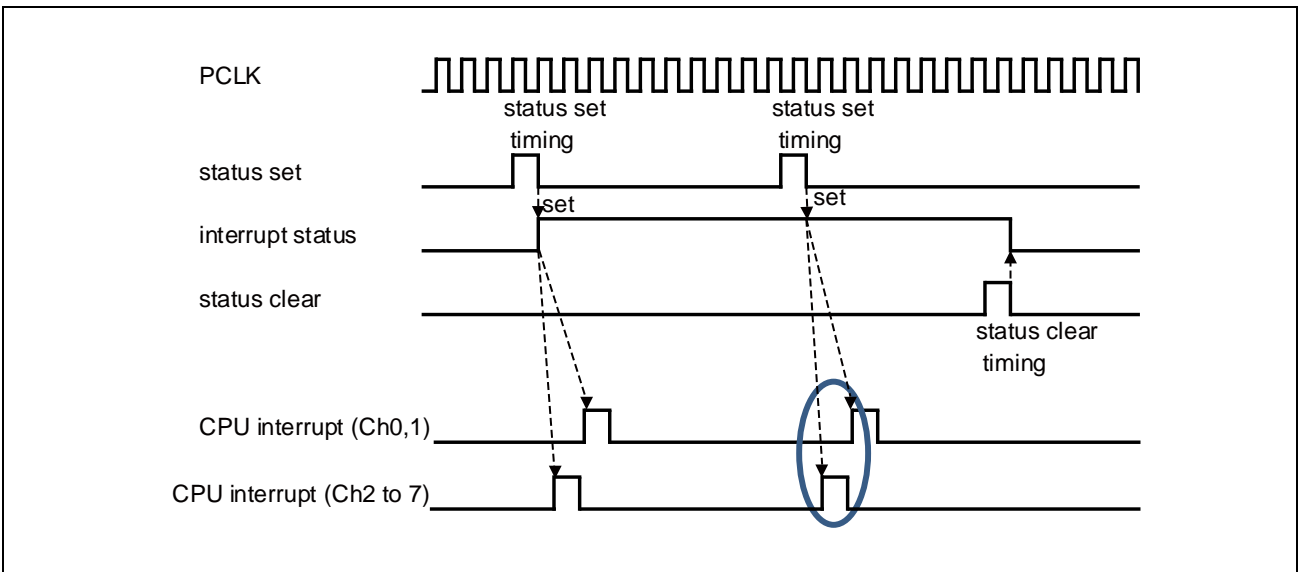 PCLK
status set
timing
status set
timing
status set
set
set
interrupt status
status clear
status clear
timing
CPU interrupt (Ch0,1)
CPU interrupt (Ch2 to 7)